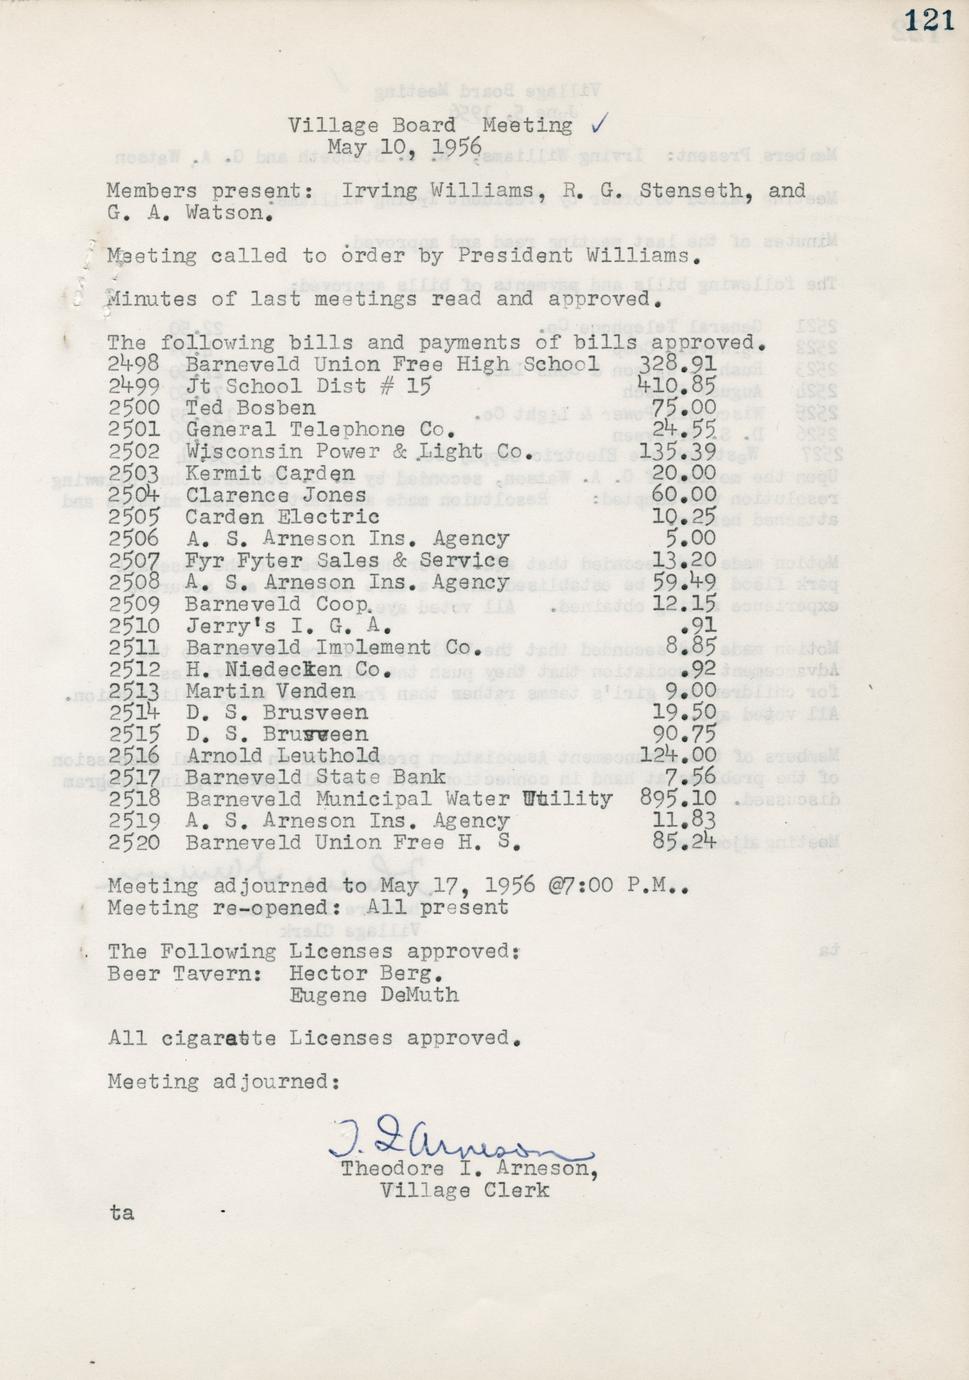 121
Village Board Meeting ✓
May 10, 1956
Members present: Irving Williams, R. G. Stenseth, and
G. A. Watson.
Meeting called to order by President Williams.
Minutes of last meetings read and approved.
The following bills and payments of bills approved.
2498 Barneveld Union Free High School 328.91
2499 Jt School Dist # 15 410.85
2500 Ted Bosben 75.00
2501 General Telephone Co. 24.55
2502 Wisconsin Power & Light Co. 135.39
2503 Kermit Carden 20.00
2504 Clarence Jones 60.00
2505 Carden Electric 10.25
2506 A. S. Arneson Ins. Agency 5.00
2507 Fyr Fyter Sales & Service 13.20
2508 A. S. Arneson Ins. Agency 59.49
2509 Barneveld Coop. 12.15
2510 Jerry's I. G. A. .91
2511 Barneveld Implement Co. 8.85
2512 H. Niedecken Co. .92
2513 Martin Venden 9.00
2514 D. S. Brusveen 19.50
2515 D. S. Brusveen 90.75
2516 Arnold Leuthold 124.00
2517 Barneveld State Bank 7.56
2518 Barneveld Municipal Water Utility 895.10
2519 A. S. Arneson Ins. Agency 11.83
2520 Barneveld Union Free H. S. 85.24
Meeting adjourned to May 17, 1956 @7:00 P.M..
Meeting re-opened: All present
The Following Licenses approved:
Beer Tavern: Hector Berg.
Eugene DeMuth
All cigaratte Licenses approved.
Meeting adjourned:
T. I Arneson
Theodore I. Arneson,
Village Clerk
ta